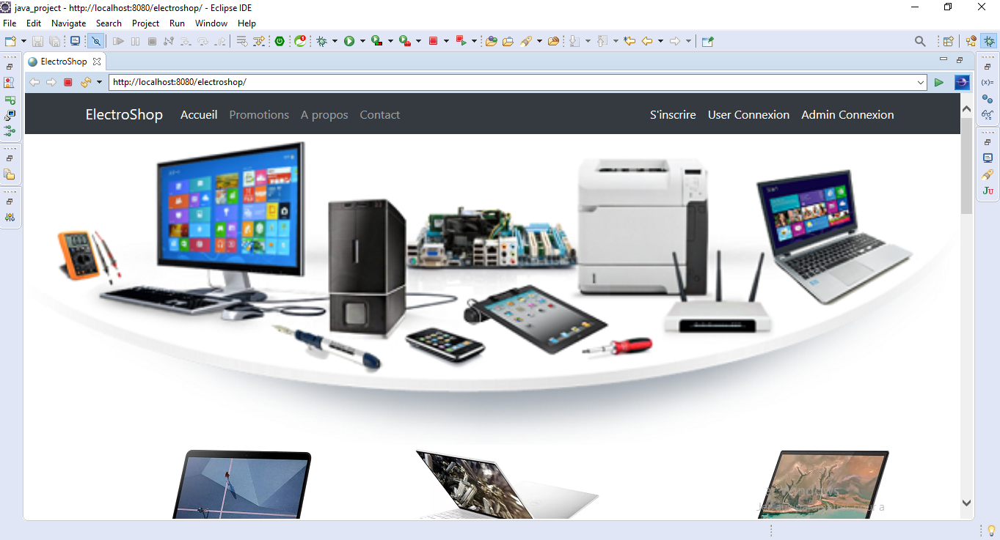 java_project - http://localhost:8080/electroshop/ - Eclipse IDE
File Edit Navigate Search Project Run Window Help
ElectroShop
http://localhost:8080/electroshop/
ElectroShop Accueil Promotions A propos Contact S'inscrire User Connexion Admin Connexion
(x)=
JU